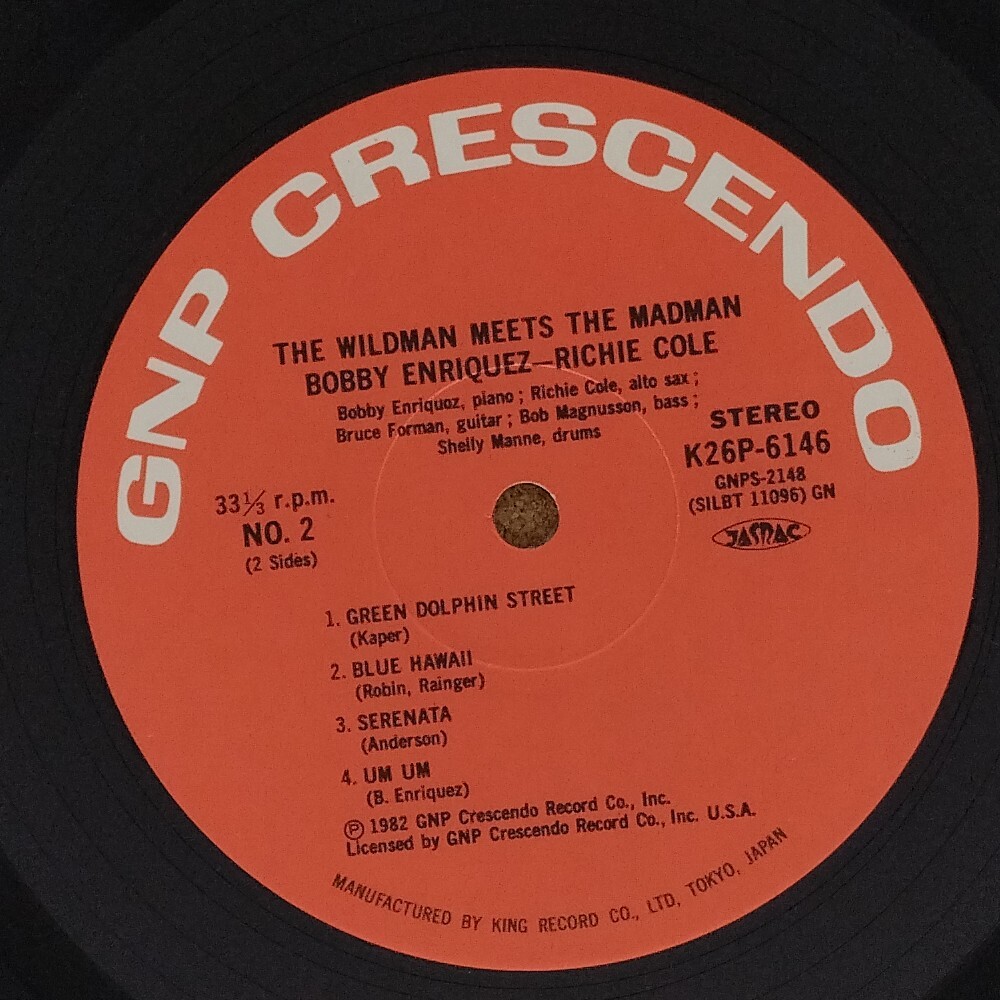 GNP CRESCENDO
THE WILDMAN MEETS THE MADMAN
BOBBY ENRIQUEZ—RICHIE COLE
Bobby Enriquoz, piano ; Richie Cole, alto sax ;
Bruce Forman, guitar ; Bob Magnusson, bass ;
Shelly Manne, drums
STEREO
K26P-6146
GNPS-2148
(SILBT 11096) GN
JASRAC
33⅓ r.p.m.
NO. 2
(2 Sides)
1. GREEN DOLPHIN STREET
(Kaper)
2. BLUE HAWAII
(Robin, Rainger)
3. SERENATA
(Anderson)
4. UM UM
(B. Enriquez)
Ⓟ 1982 GNP Crescendo Record Co., Inc.
Licensed by GNP Crescendo Record Co., Inc. U.S.A.
MANUFACTURED BY KING RECORD CO., LTD, TOKYO, JAPAN